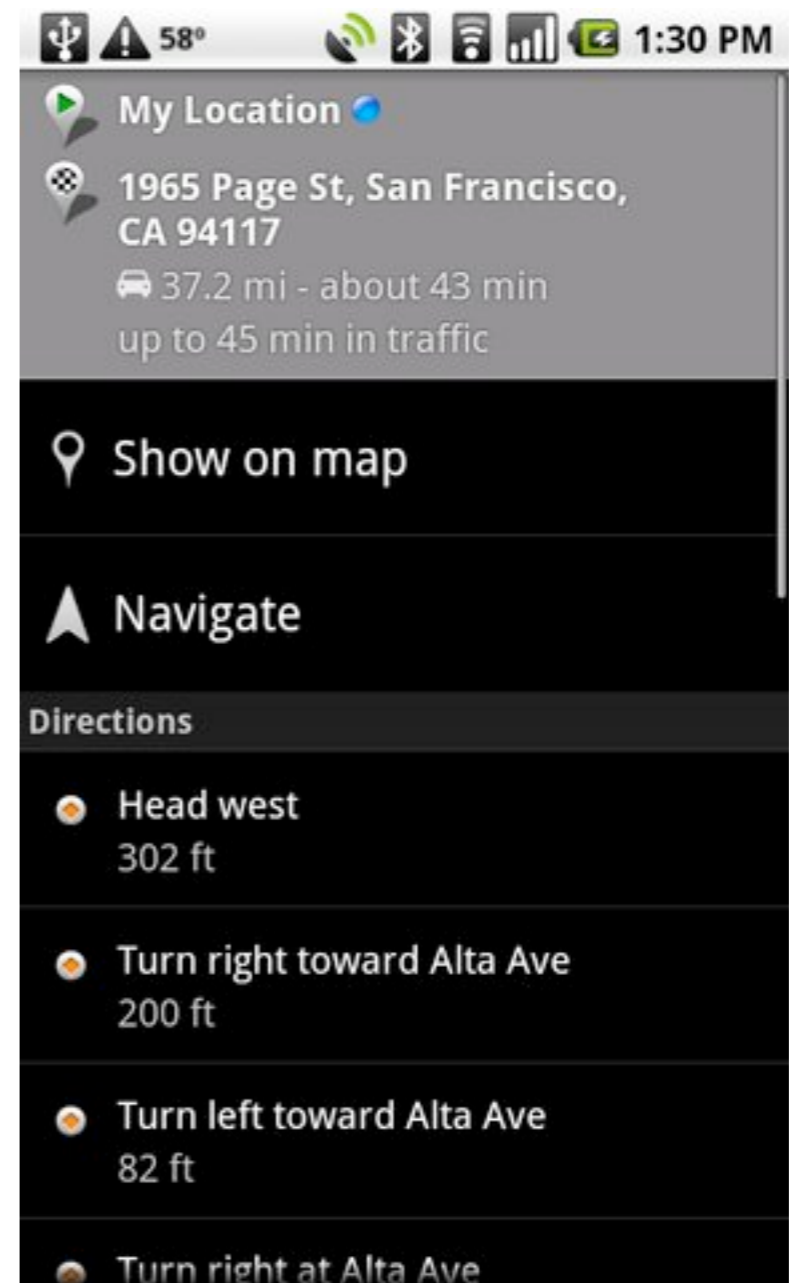 58° 1:30 PM
My Location
1965 Page St, San Francisco,
CA 94117
37.2 mi - about 43 min
up to 45 min in traffic
Show on map
Navigate
Directions
Head west
302 ft
Turn right toward Alta Ave
200 ft
Turn left toward Alta Ave
82 ft
Turn right at Alta Ave